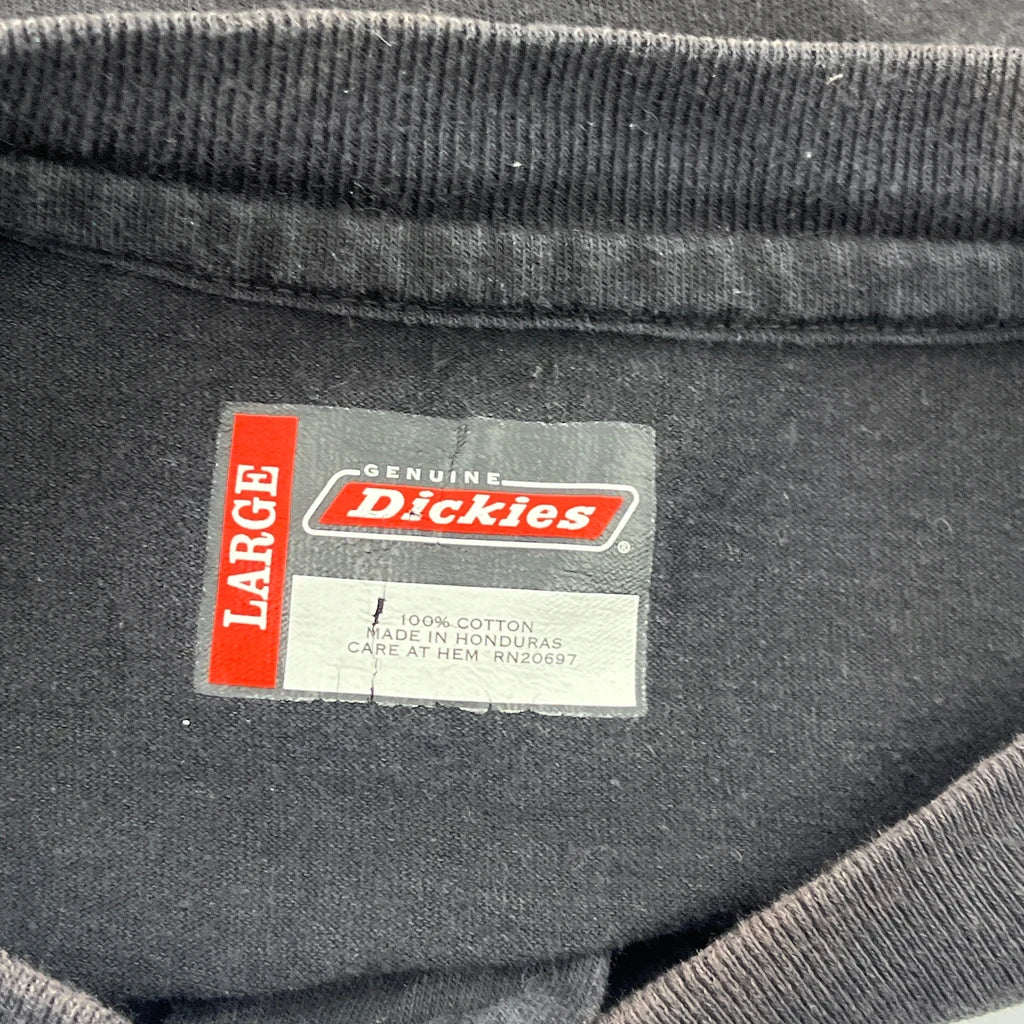 LARGE
GENUINE
Dickies
®
100% COTTON
MADE IN HONDURAS
CARE AT HEM RN20697